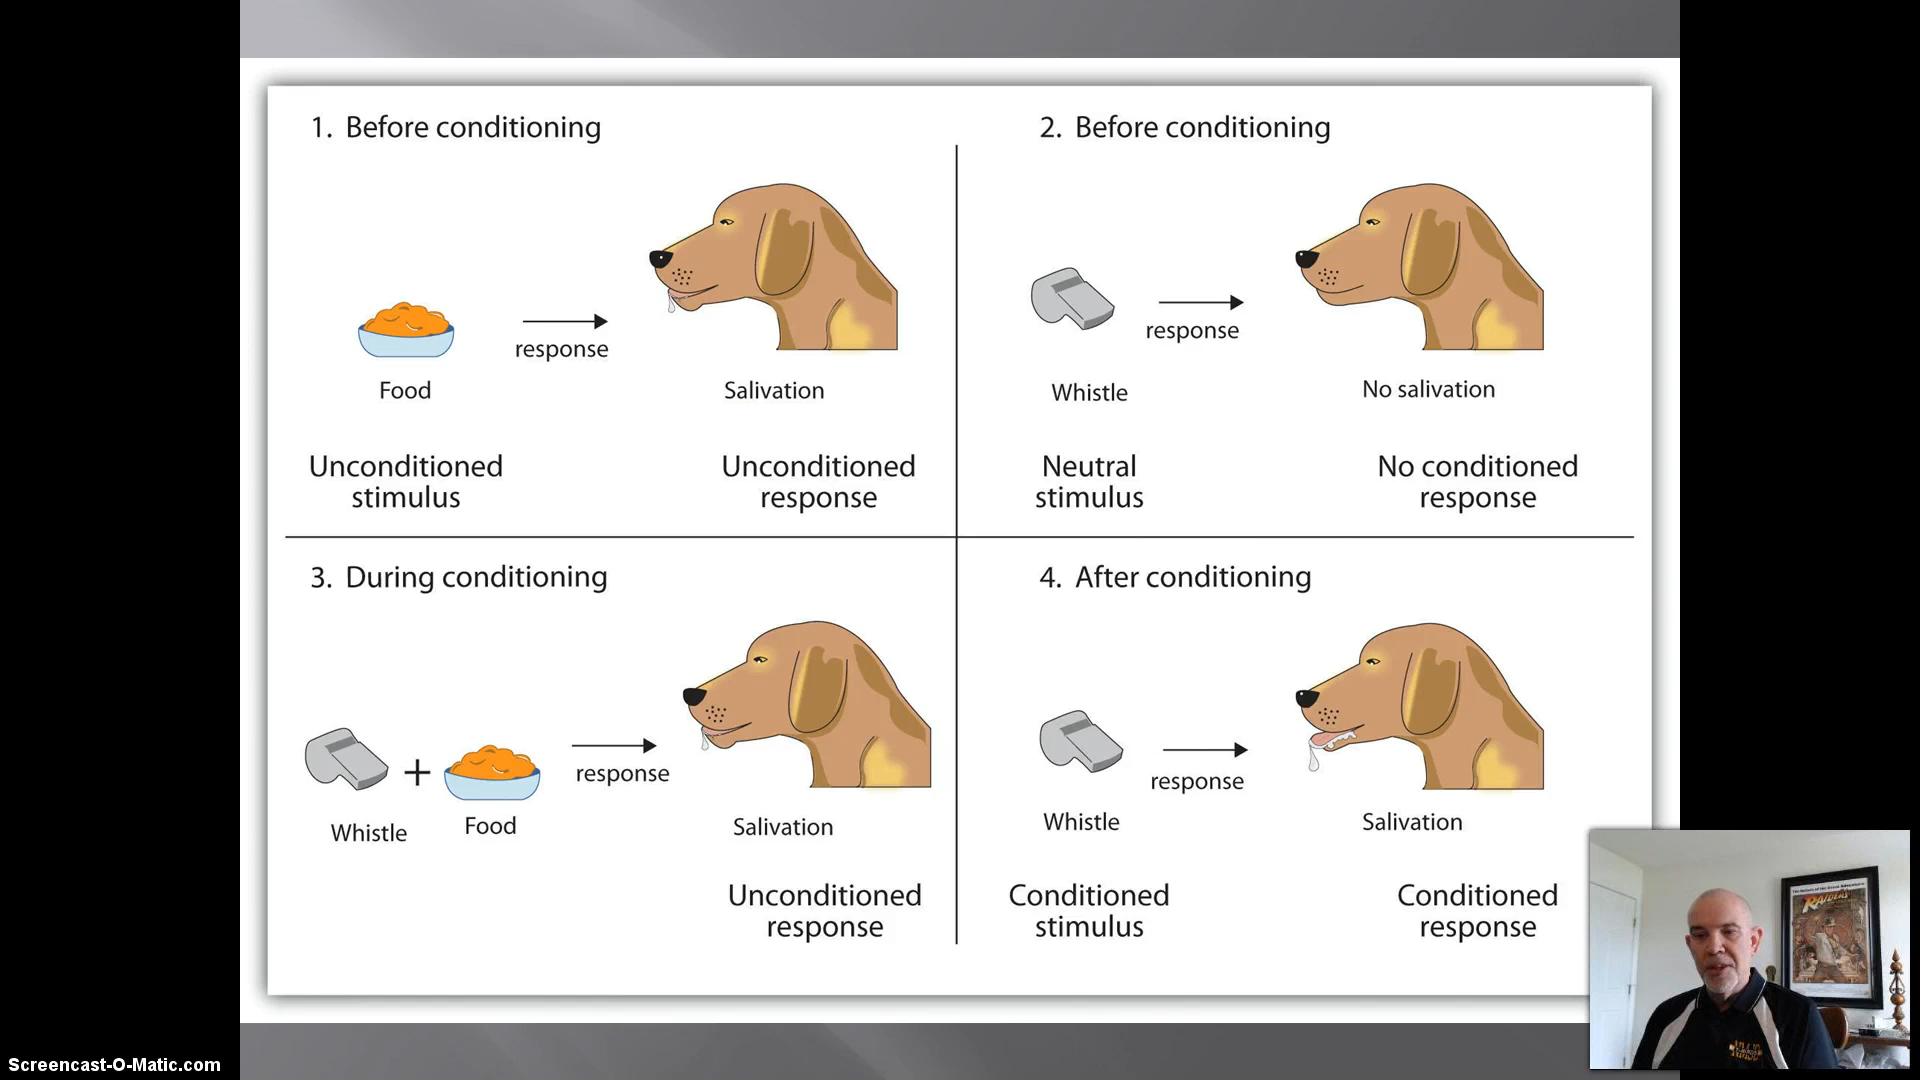 1. Before conditioning
response
Food
Salivation
Unconditioned
stimulus
Unconditioned
response
2. Before conditioning
response
Whistle
No salivation
Neutral
stimulus
No conditioned
response
3. During conditioning
+
response
Whistle
Food
Salivation
Unconditioned
response
4. After conditioning
response
Whistle
Salivation
Conditioned
stimulus
Conditioned
response
RAIDERS
Screencast-O-Matic.com